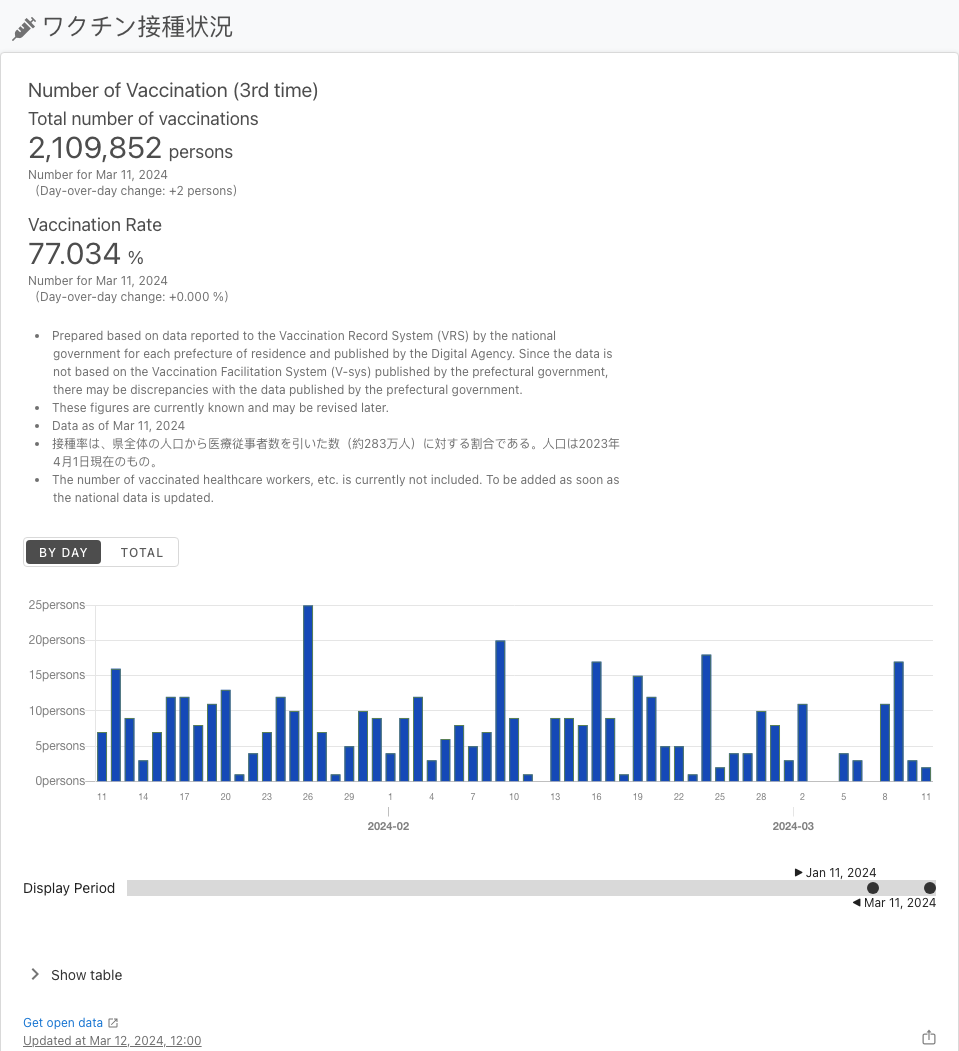 ワクチン接種状況
Number of Vaccination (3rd time)
Total number of vaccinations
2,109,852 persons
Number for Mar 11, 2024
(Day-over-day change: +2 persons)
Vaccination Rate
77.034 %
Number for Mar 11, 2024
(Day-over-day change: +0.000 %)
• Prepared based on data reported to the Vaccination Record System (VRS) by the national
government for each prefecture of residence and published by the Digital Agency. Since the data is
not based on the Vaccination Facilitation System (V-sys) published by the prefectural government,
there may be discrepancies with the data published by the prefectural government.
• These figures are currently known and may be revised later.
• Data as of Mar 11, 2024
• 接種率は、県全体の人口から医療従事者数を引いた数（約283万人）に対する割合である。人口は2023年
4月1日現在のもの。
• The number of vaccinated healthcare workers, etc. is currently not included. To be added as soon as
the national data is updated.
BY DAY TOTAL
25persons
20persons
15persons
10persons
5persons
0persons
11 14 17 20 23 26 29 1 4 7 10 13 16 19 22 25 28 2 5 8 11
2024-02 2024-03
▶ Jan 11, 2024
Display Period
◀ Mar 11, 2024
Show table
Get open data
Updated at Mar 12, 2024, 12:00